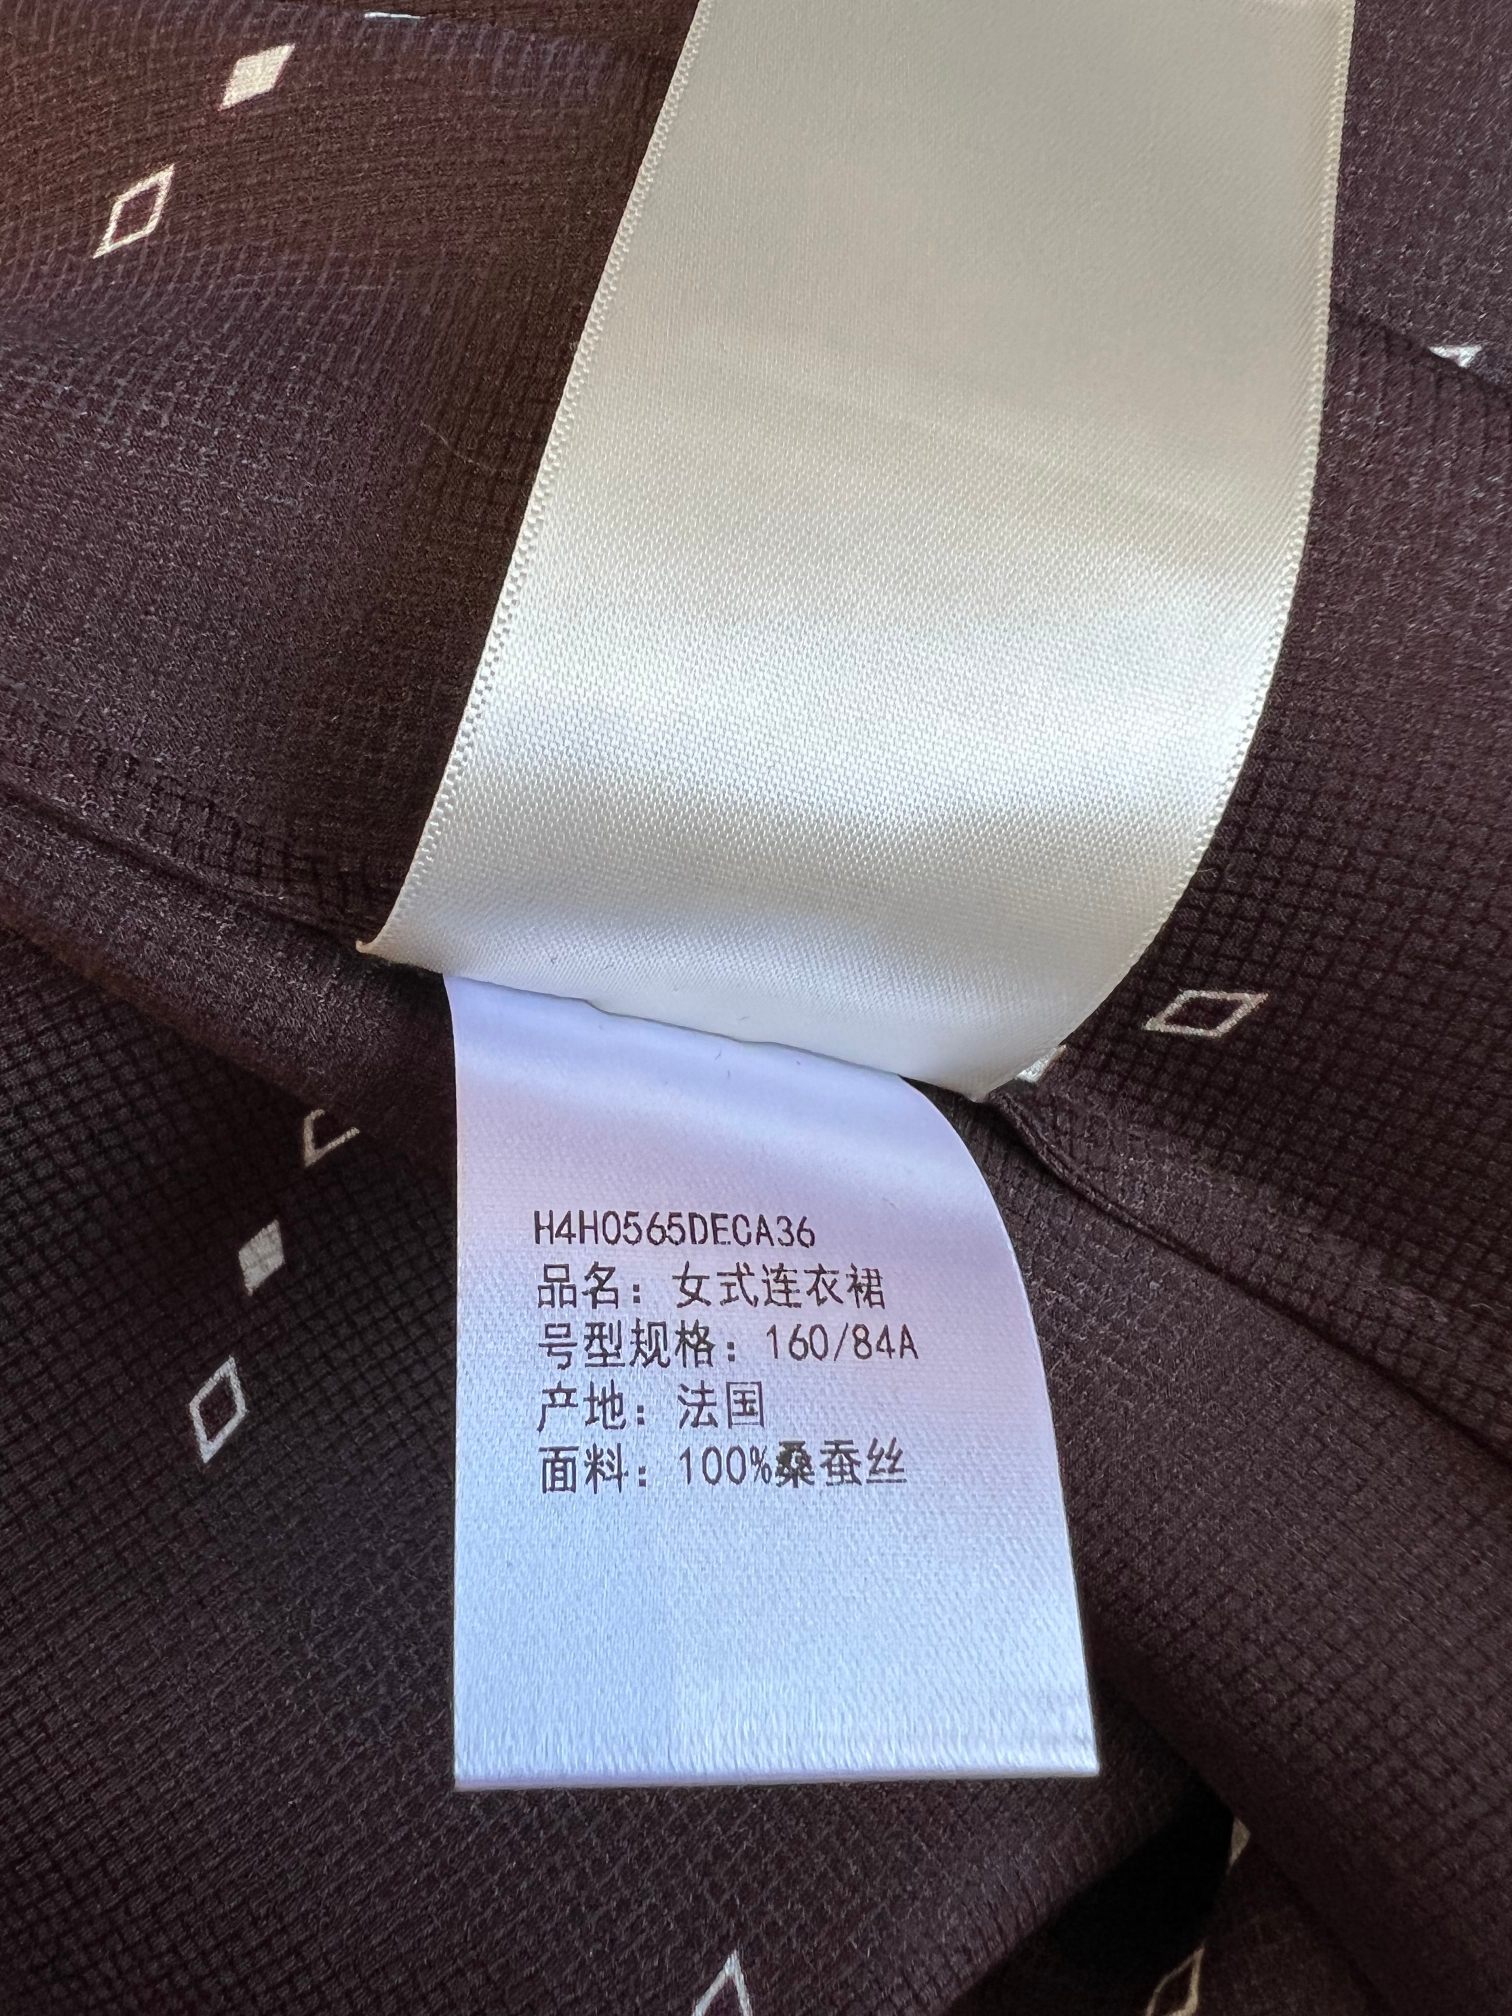 H4H0565DECA36
品名：女式连衣裙
号型规格：160/84A
产地：法国
面料：100%桑蚕丝